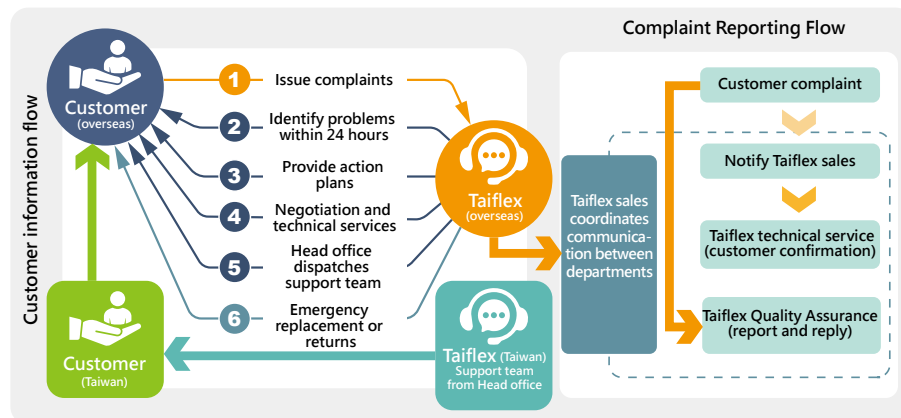 Complaint Reporting Flow
Customer information flow
Customer
(overseas)
1
Issue complaints
2
Identify problems
within 24 hours
3
Provide action
plans
4
Negotiation and
technical services
5
Head office
dispatches
support team
6
Emergency
replacement or
returns
Taiflex
(overseas)
Customer
(Taiwan)
Taiflex (Taiwan)
Support team
from Head office
Taiflex sales
coordinates
communica-
tion between
departments
Customer complaint
Notify Taiflex sales
Taiflex technical service
(customer confirmation)
Taiflex Quality Assurance
(report and reply)